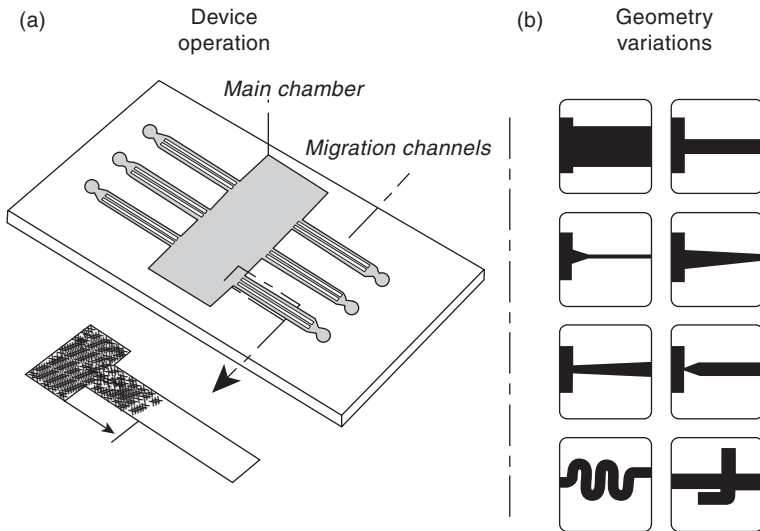 (a)
Device
operation
Main chamber
Migration channels
(b)
Geometry
variations